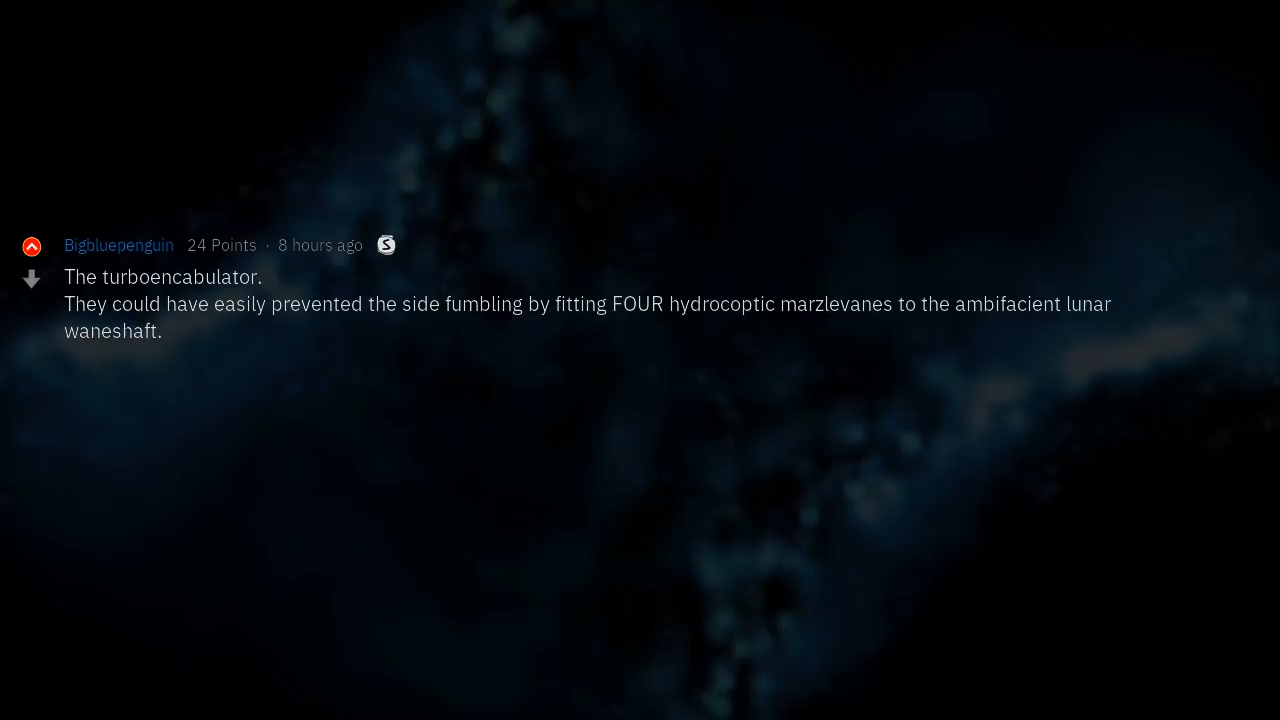 Bigbluepenguin 24 Points · 8 hours ago
The turboencabulator.
They could have easily prevented the side fumbling by fitting FOUR hydrocoptic marzlevanes to the ambifacient lunar
waneshaft.